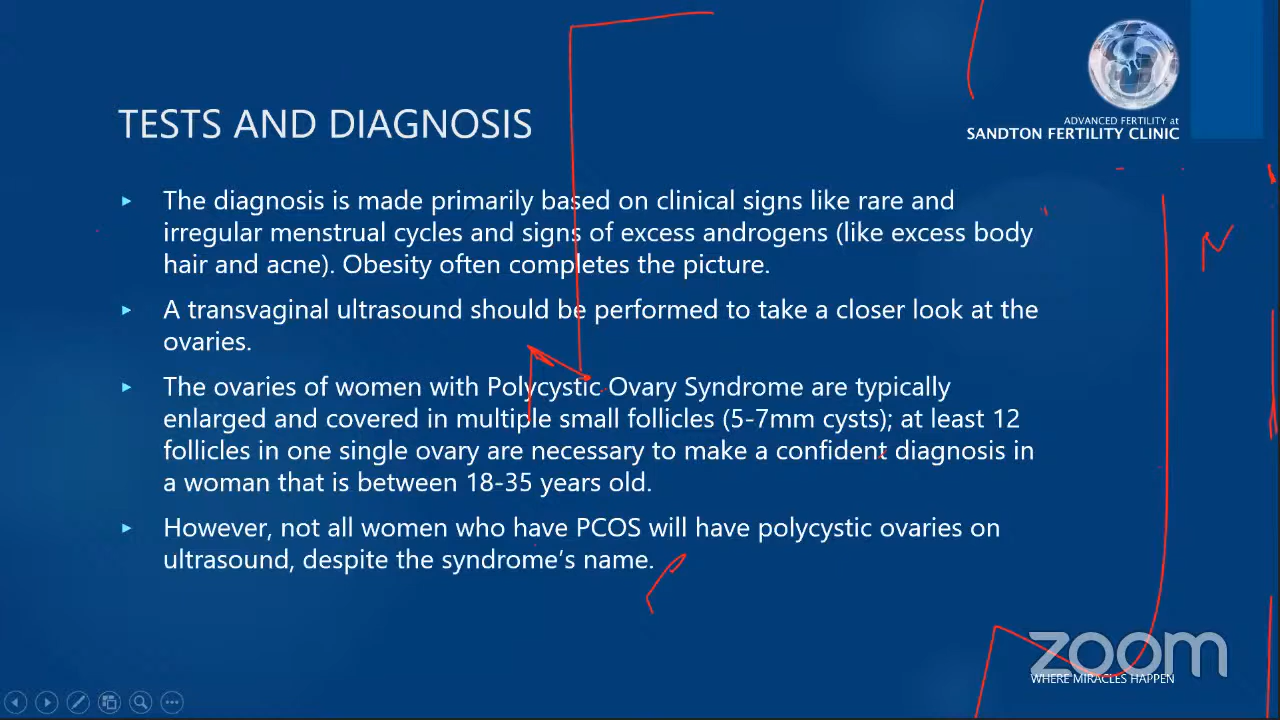 ADVANCED FERTILITY at
SANDTON FERTILITY CLINIC
TESTS AND DIAGNOSIS
The diagnosis is made primarily based on clinical signs like rare and
irregular menstrual cycles and signs of excess androgens (like excess body
hair and acne). Obesity often completes the picture.
A transvaginal ultrasound should be performed to take a closer look at the
ovaries.
The ovaries of women with Polycystic Ovary Syndrome are typically
enlarged and covered in multiple small follicles (5-7mm cysts); at least 12
follicles in one single ovary are necessary to make a confident diagnosis in
a woman that is between 18-35 years old.
However, not all women who have PCOS will have polycystic ovaries on
ultrasound, despite the syndrome’s name.
zoom
WHERE MIRACLES HAPPEN